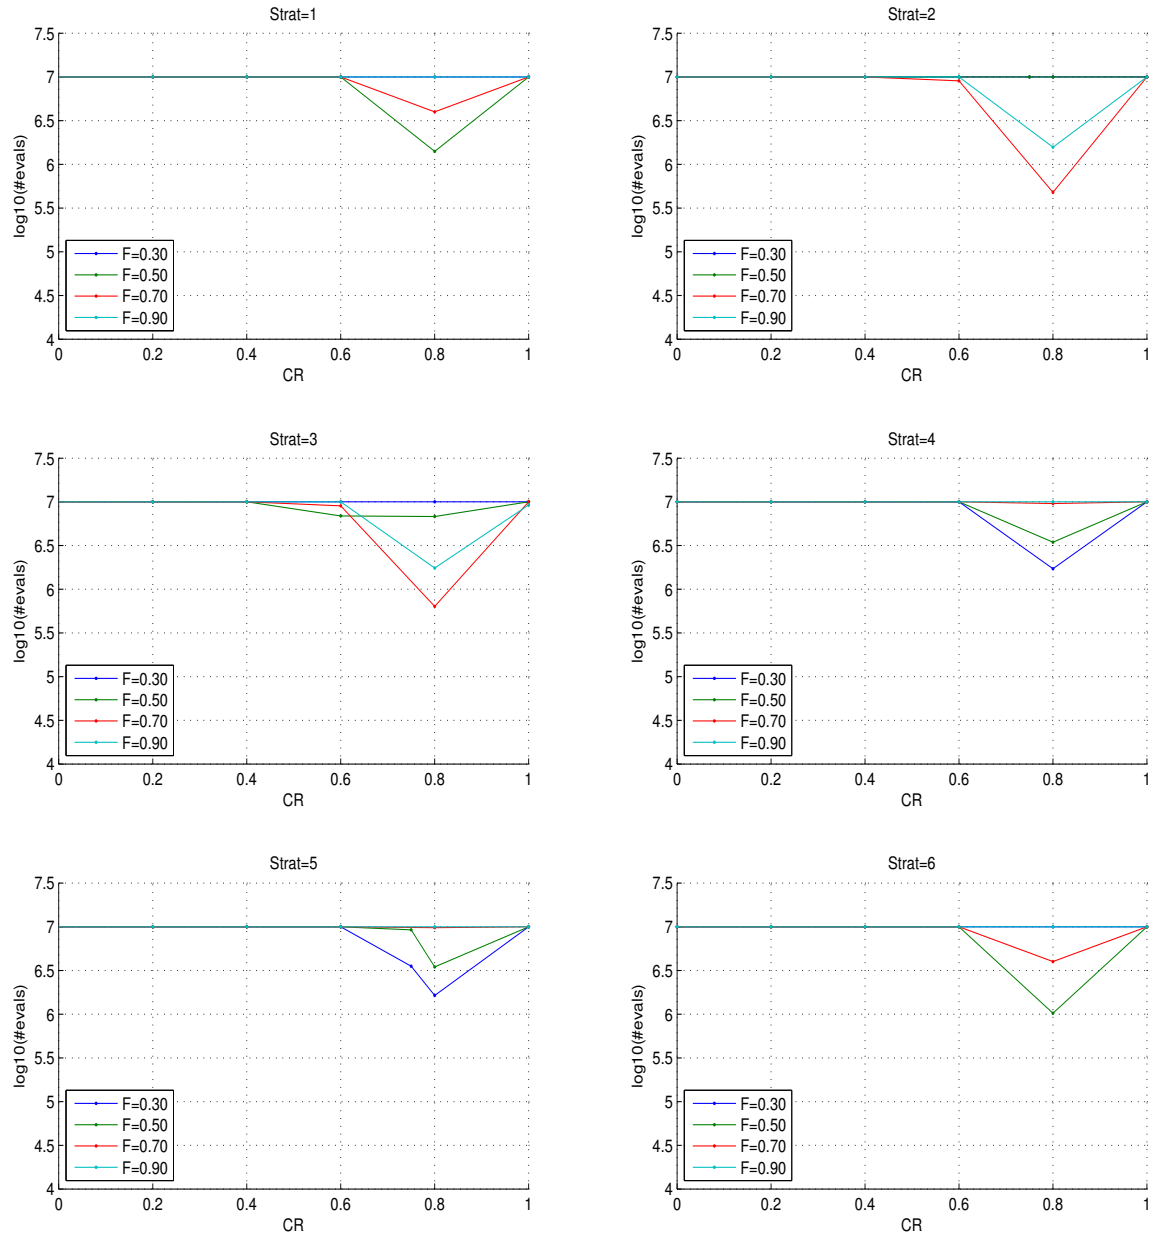 Strat=1
7.5
7
6.5
6
5.5
5
4.5
4
log10(#evals)
F=0.30
F=0.50
F=0.70
F=0.90
0 0.2 0.4 0.6 0.8 1
CR
Strat=2
7.5
7
6.5
6
5.5
5
4.5
4
log10(#evals)
F=0.30
F=0.50
F=0.70
F=0.90
0 0.2 0.4 0.6 0.8 1
CR
Strat=3
7.5
7
6.5
6
5.5
5
4.5
4
log10(#evals)
F=0.30
F=0.50
F=0.70
F=0.90
0 0.2 0.4 0.6 0.8 1
CR
Strat=4
7.5
7
6.5
6
5.5
5
4.5
4
log10(#evals)
F=0.30
F=0.50
F=0.70
F=0.90
0 0.2 0.4 0.6 0.8 1
CR
Strat=5
7.5
7
6.5
6
5.5
5
4.5
4
log10(#evals)
F=0.30
F=0.50
F=0.70
F=0.90
0 0.2 0.4 0.6 0.8 1
CR
Strat=6
7.5
7
6.5
6
5.5
5
4.5
4
log10(#evals)
F=0.30
F=0.50
F=0.70
F=0.90
0 0.2 0.4 0.6 0.8 1
CR